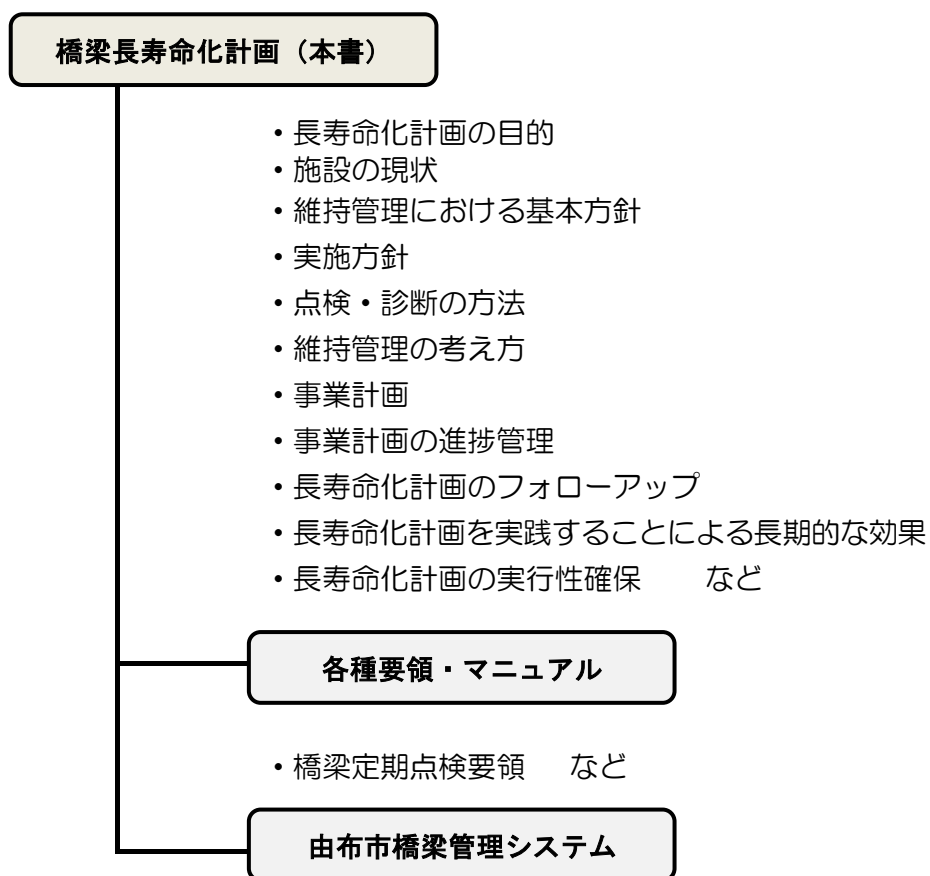 橋梁長寿命化計画（本書）
・長寿命化計画の目的
・施設の現状
・維持管理における基本方針
・実施方針
・点検・診断の方法
・維持管理の考え方
・事業計画
・事業計画の進捗管理
・長寿命化計画のフォローアップ
・長寿命化計画を実践することによる長期的な効果
・長寿命化計画の実行性確保　　など
各種要領・マニュアル
・橋梁定期点検要領　など
由布市橋梁管理システム